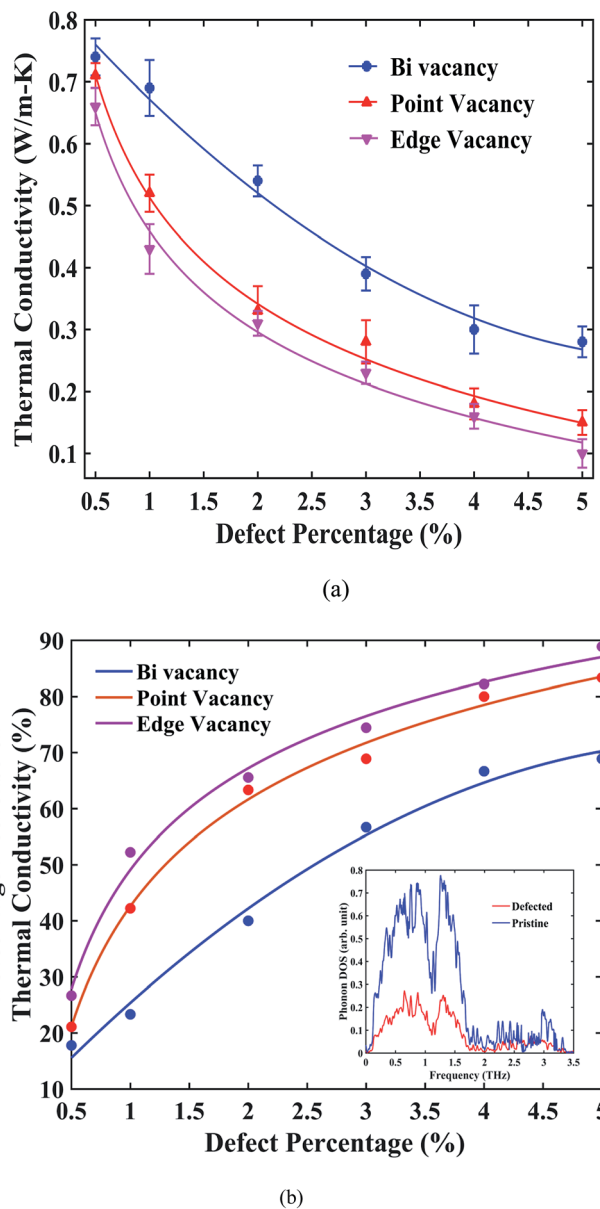 0.8
0.7
0.6
0.5
0.4
0.3
0.2
0.1
Thermal Conductivity (W/m-K)
Bi vacancy
Point Vacancy
Edge Vacancy
0.5 1 1.5 2 2.5 3 3.5 4 4.5 5
Defect Percentage (%)
(a)
90
80
70
60
50
40
30
20
10
Thermal Conductivity (%)
Bi vacancy
Point Vacancy
Edge Vacancy
0.8
0.7
0.6
0.5
0.4
0.3
0.2
0.1
0
Phonon DOS (arb. unit)
Defected
Pristine
0 0.5 1 1.5 2 2.5 3 3.5
Frequency (THz)
0.5 1 1.5 2 2.5 3 3.5 4 4.5 5
Defect Percentage (%)
(b)